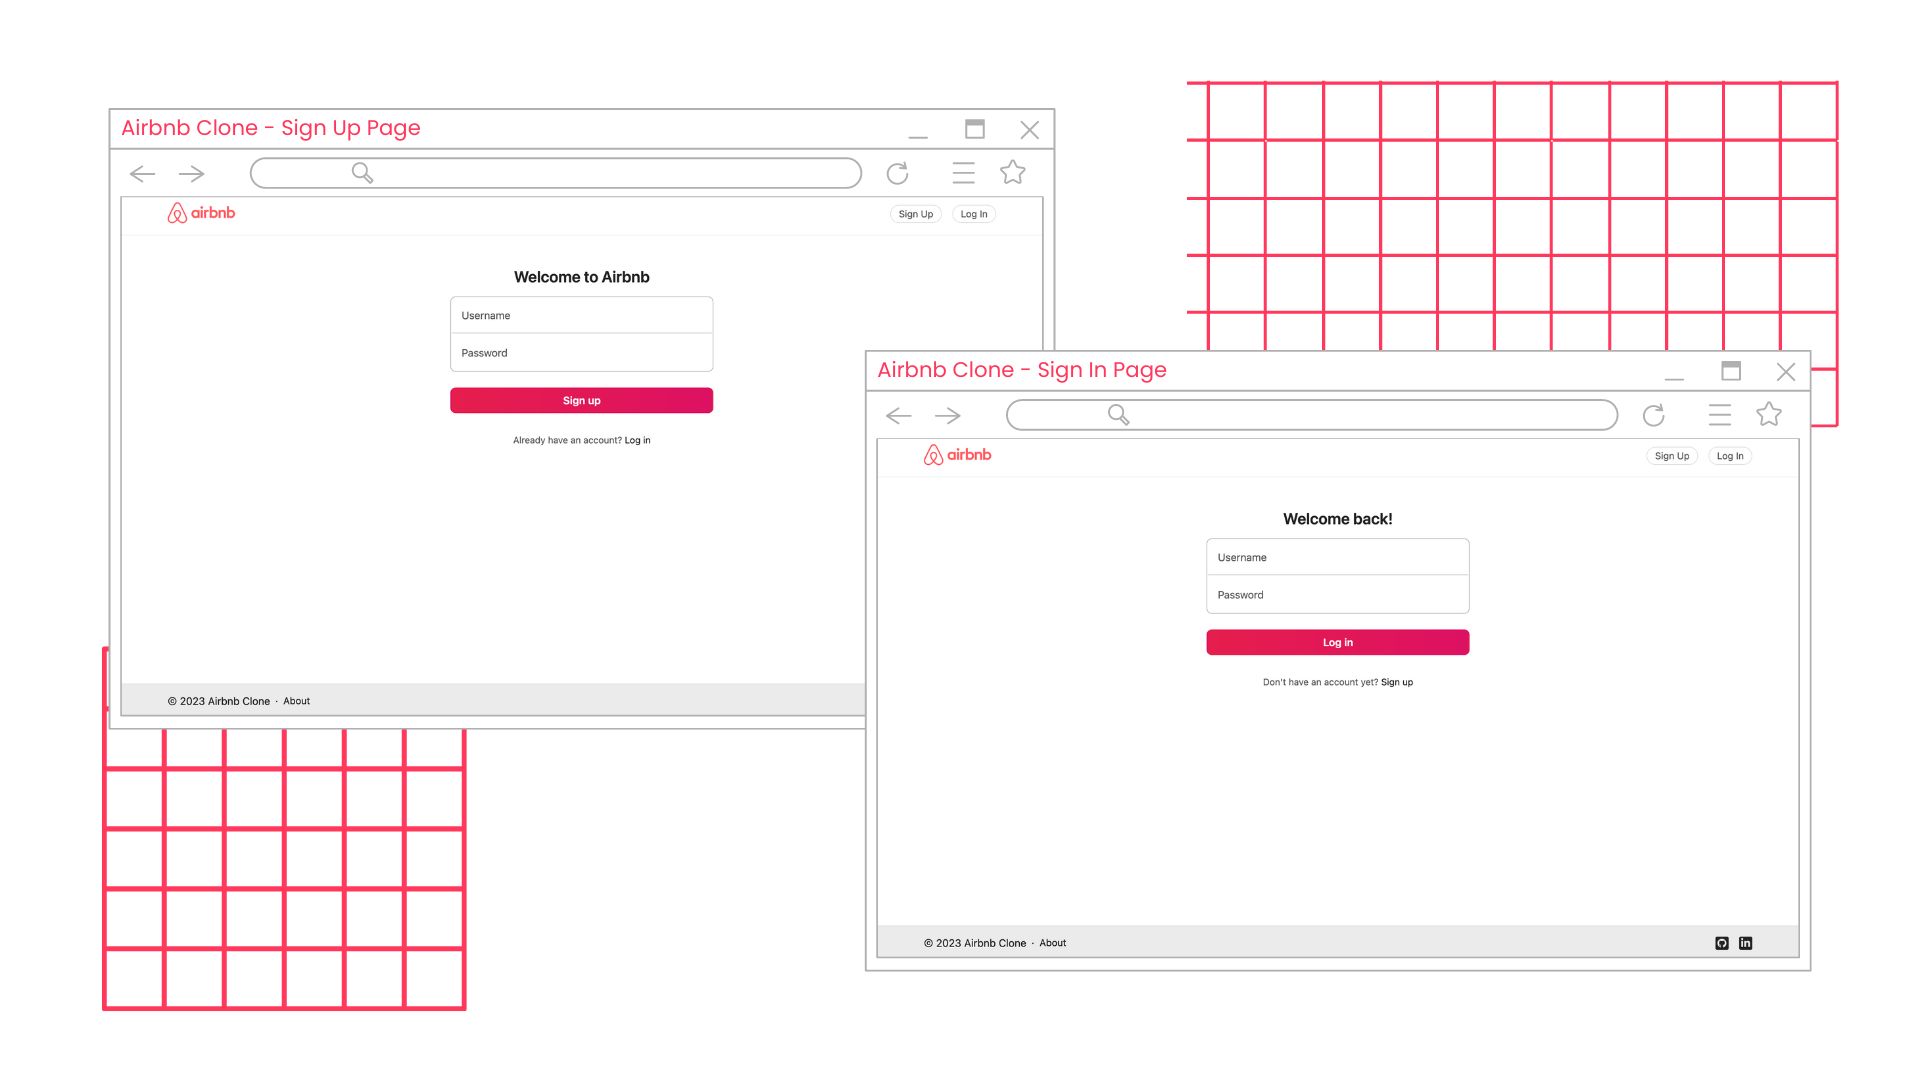 Airbnb Clone - Sign Up Page
airbnb
Sign Up
Log In
Welcome to Airbnb
Username
Password
Sign up
Already have an account? Log in
© 2023 Airbnb Clone · About
Airbnb Clone - Sign In Page
airbnb
Sign Up
Log In
Welcome back!
Username
Password
Log in
Don't have an account yet? Sign up
© 2023 Airbnb Clone · About
in